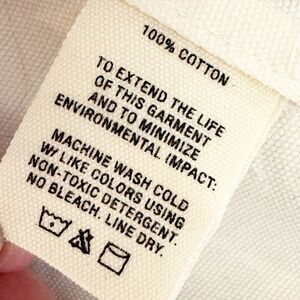 100% COTTON
TO EXTEND THE LIFE
OF THIS GARMENT
AND TO MINIMIZE
ENVIRONMENTAL IMPACT:
MACHINE WASH COLD
W/ LIKE COLORS USING
NON-TOXIC DETERGENT.
NO BLEACH. LINE DRY.